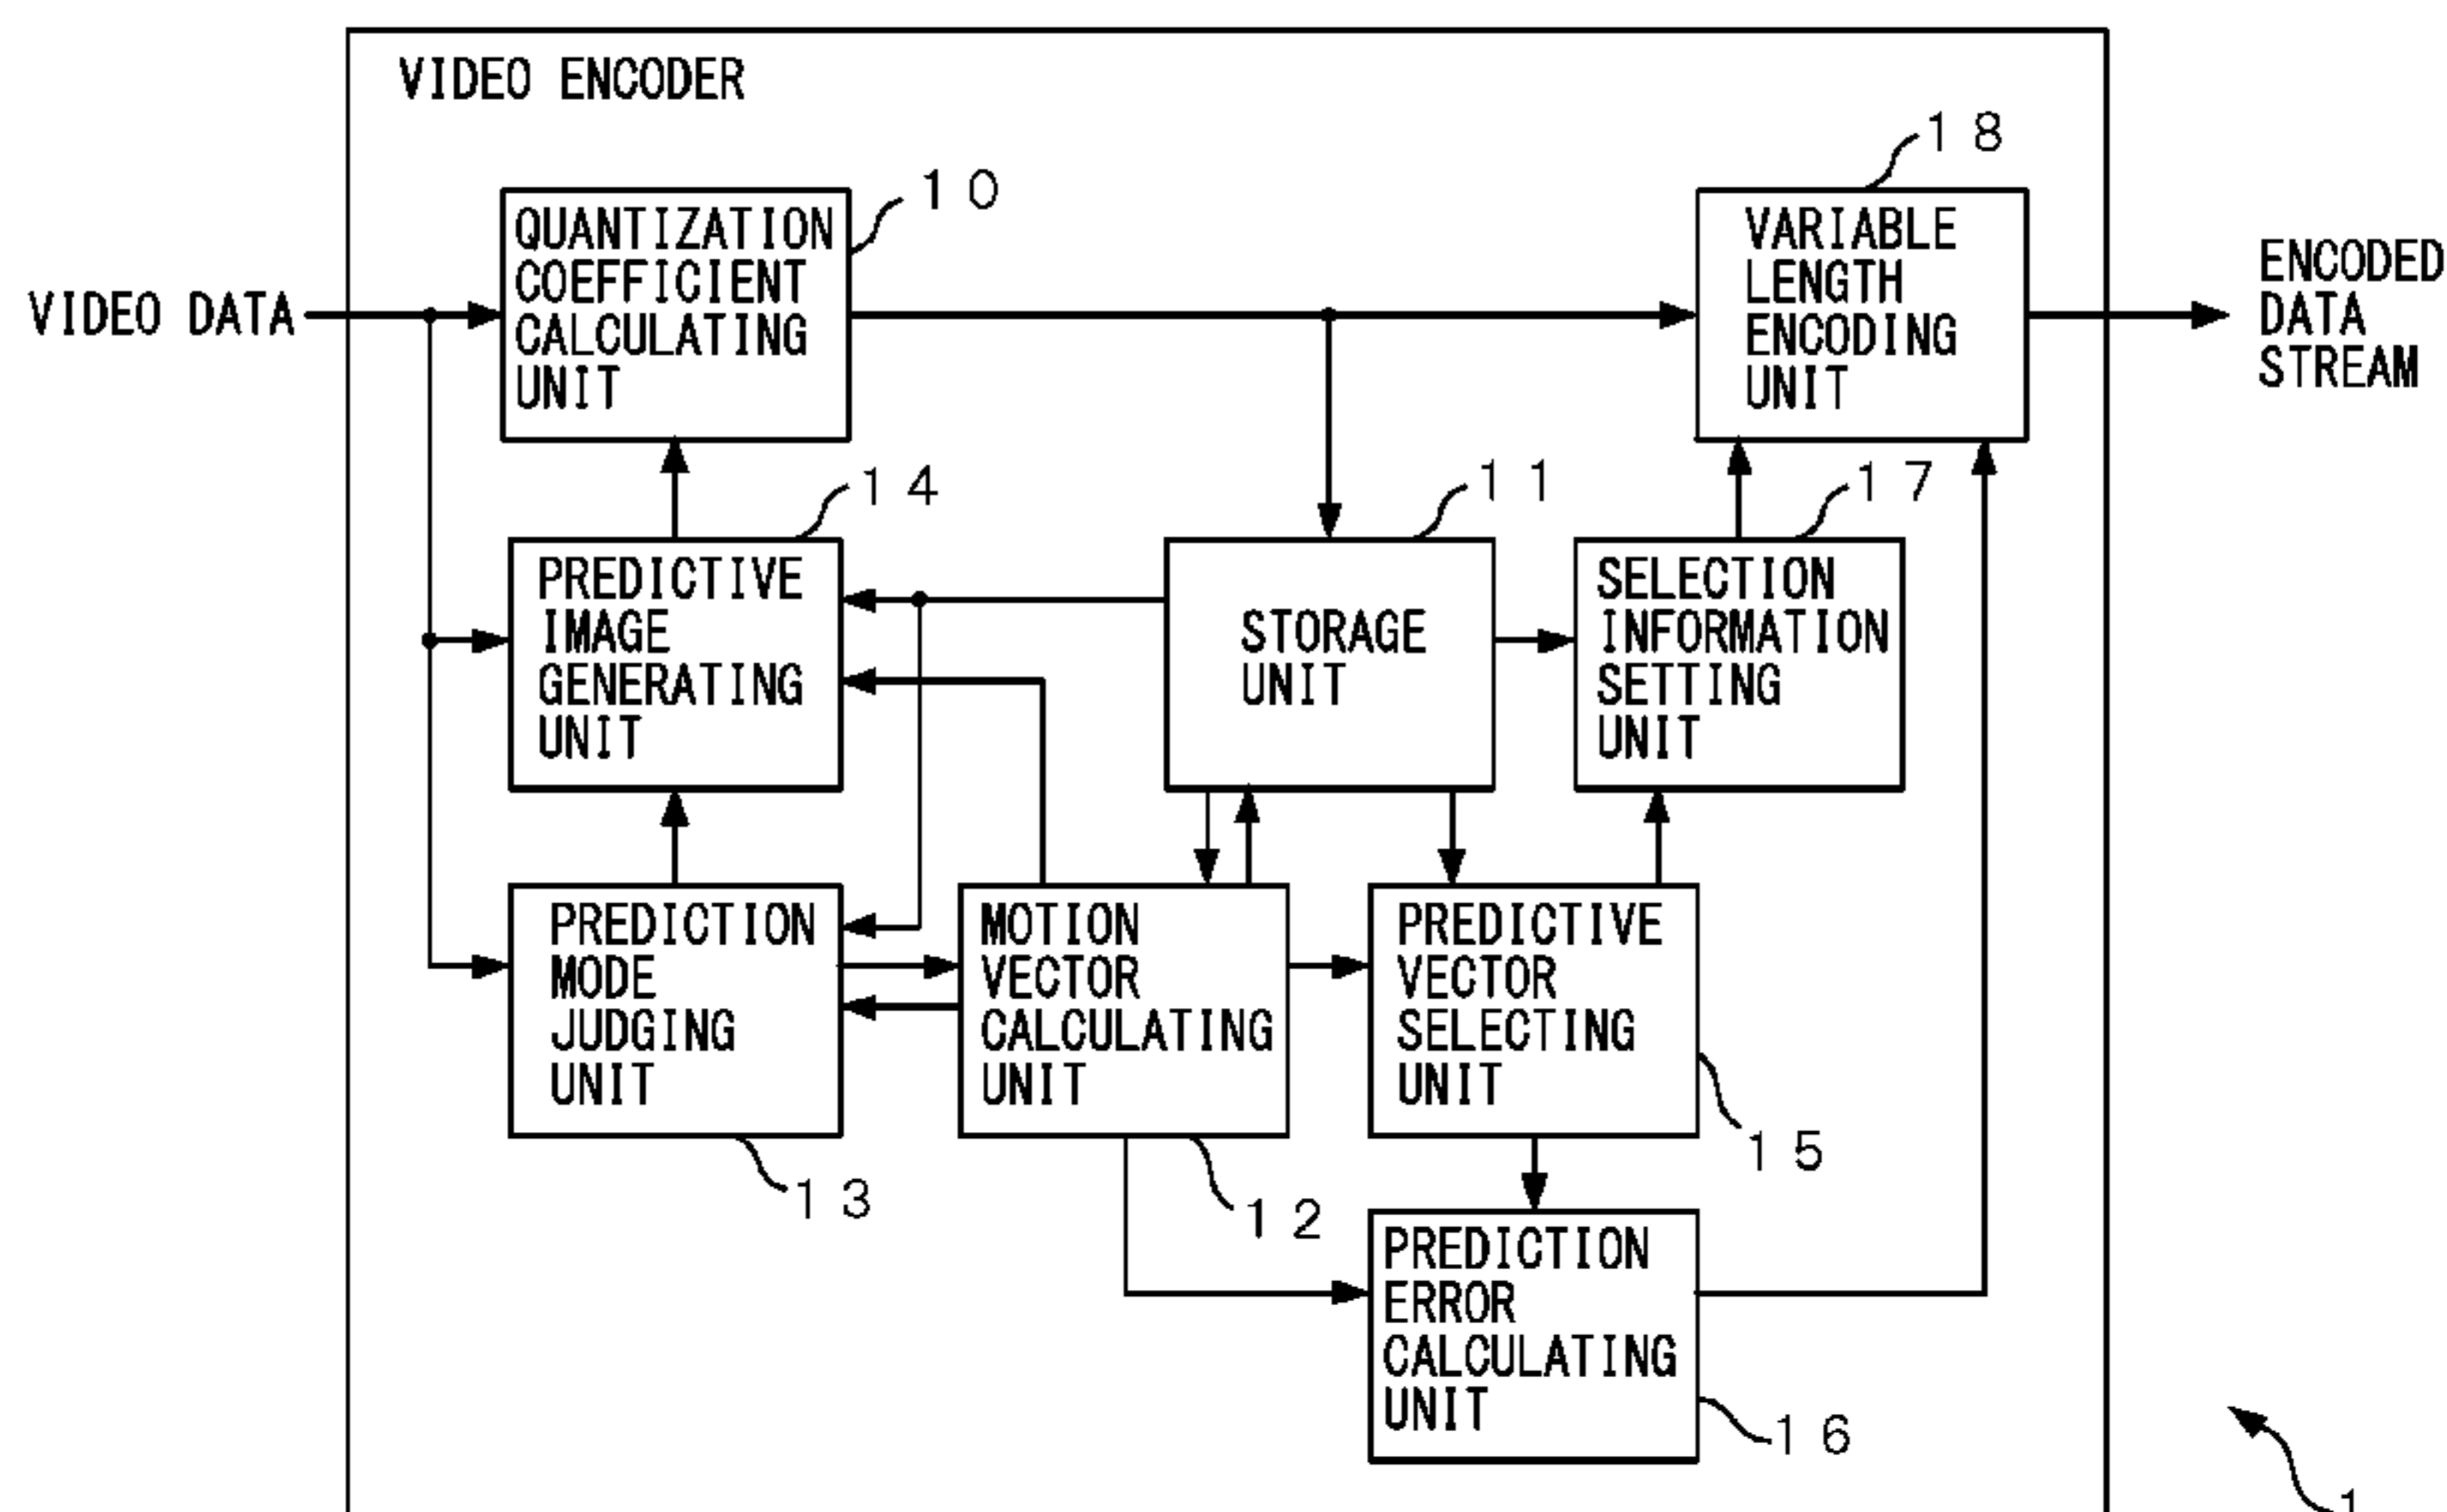 VIDEO ENCODER
18
10
QUANTIZATION
COEFFICIENT
CALCULATING
UNIT
VARIABLE
LENGTH
ENCODING
UNIT
VIDEO DATA
ENCODED
DATA
STREAM
14
11
17
PREDICTIVE
IMAGE
GENERATING
UNIT
STORAGE
UNIT
SELECTION
INFORMATION
SETTING
UNIT
PREDICTION
MODE
JUDGING
UNIT
MOTION
VECTOR
CALCULATING
UNIT
PREDICTIVE
VECTOR
SELECTING
UNIT
15
13
12
PREDICTION
ERROR
CALCULATING
UNIT
16
1